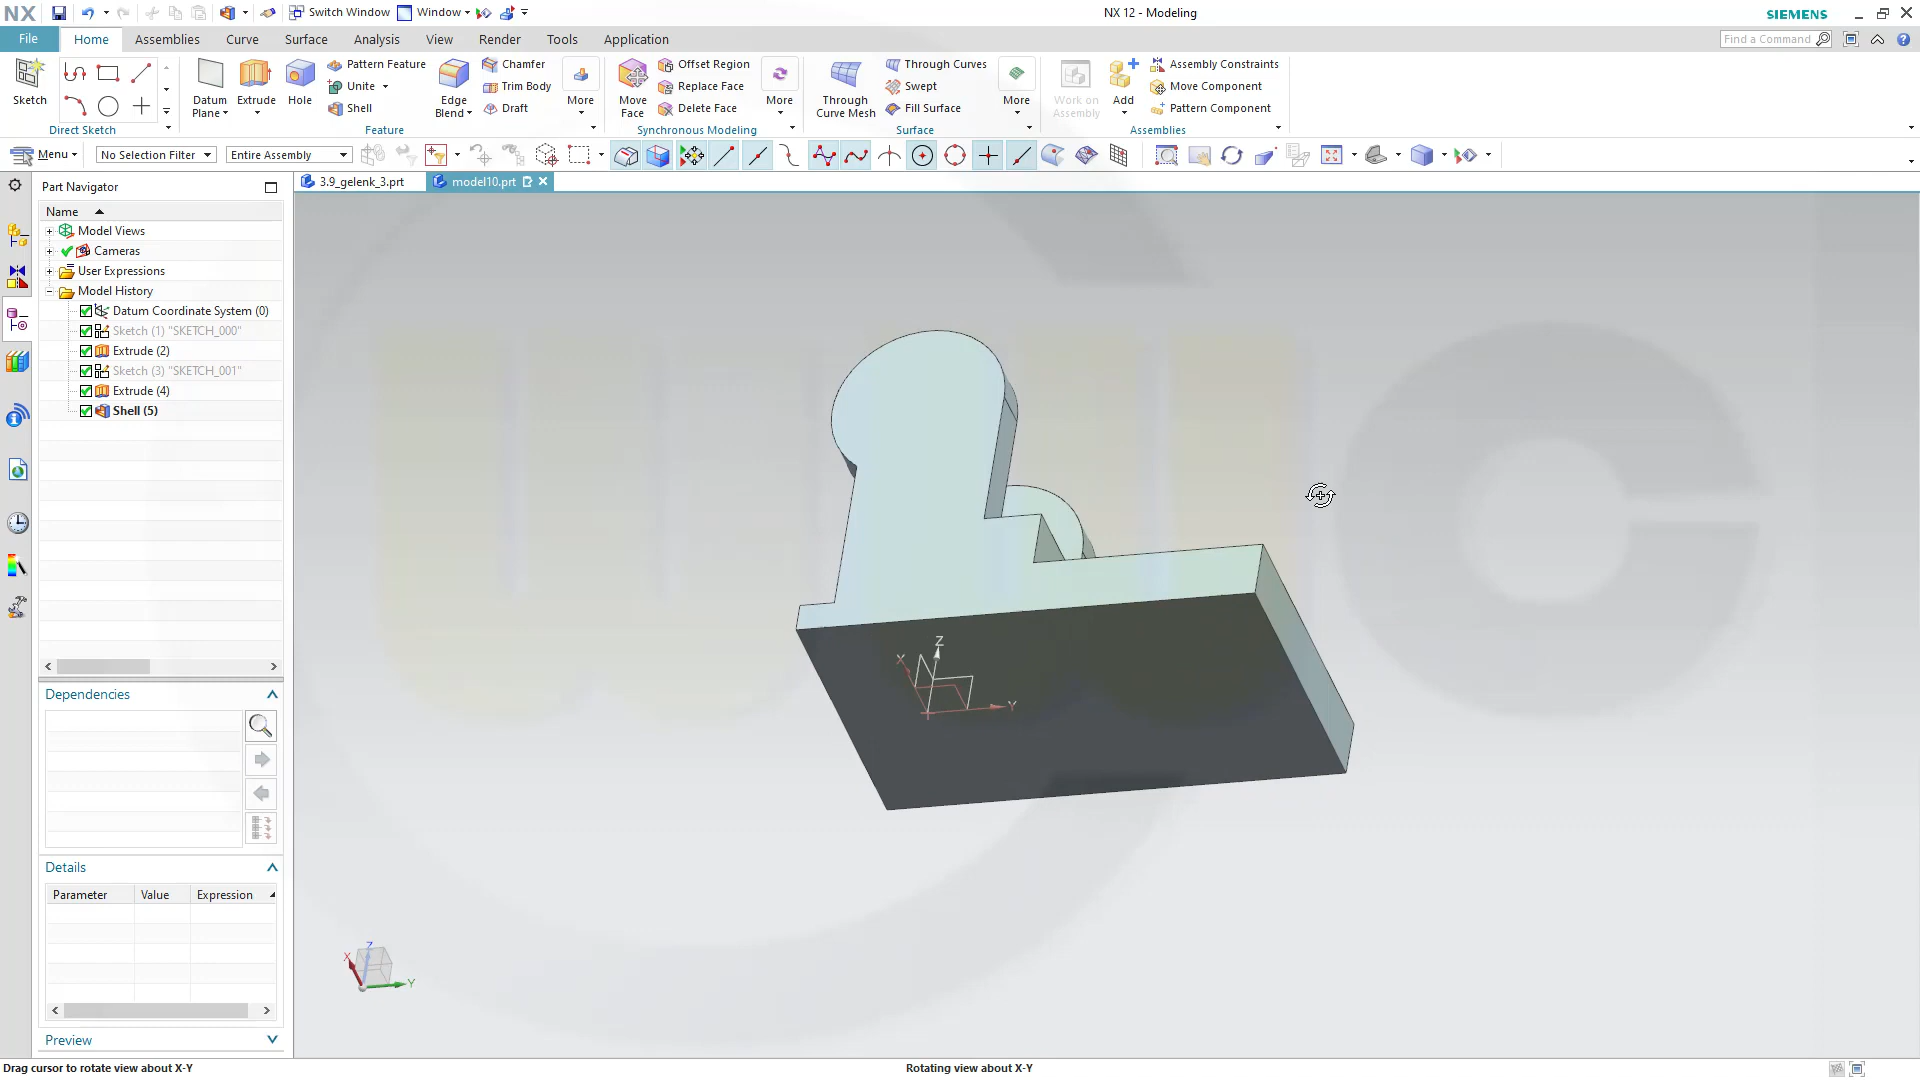 NX
Switch Window
Window
NX 12 - Modeling
SIEMENS
File
Home
Assemblies
Curve
Surface
Analysis
View
Render
Tools
Application
Find a Command
Sketch
Direct Sketch
Datum
Plane
Extrude
Hole
Pattern Feature
Unite
Shell
Edge
Blend
Chamfer
Trim Body
Draft
More
Feature
Move
Face
Offset Region
Replace Face
Delete Face
More
Synchronous Modeling
Through
Curve Mesh
Through Curves
Swept
Fill Surface
More
Surface
Work on
Assembly
Add
Assembly Constraints
Move Component
Pattern Component
Assemblies
Menu
No Selection Filter
Entire Assembly
Part Navigator
3.9_gelenk_3.prt
model10.prt
Name
Model Views
Cameras
User Expressions
Model History
Datum Coordinate System (0)
Sketch (1) "SKETCH_000"
Extrude (2)
Sketch (3) "SKETCH_001"
Extrude (4)
Shell (5)
Z
X
Y
Dependencies
Details
Parameter
Value
Expression
X
Z
Y
Preview
Drag cursor to rotate view about X-Y
Rotating view about X-Y